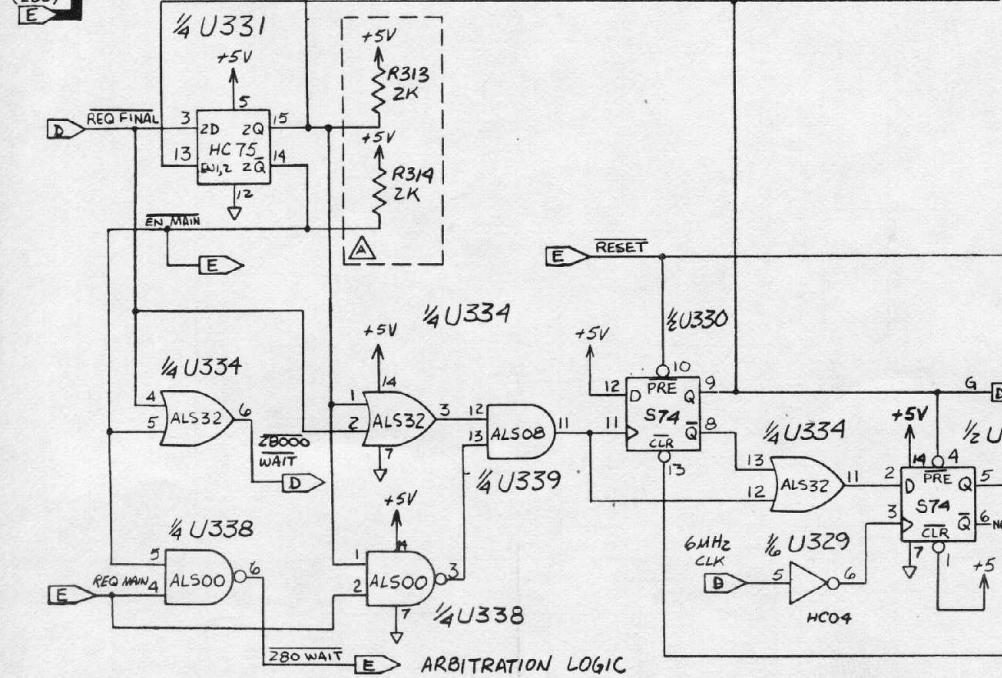 E
1/4 U331
+5V
5
D
REQ FINAL
3
2D
2Q
15
HC 75
13
EN1,2
2Q
14
12
+5V
R313
2K
+5V
R314
2K
A
EN MAIN
E
E
RESET
1/4 U334
+5V
14
1/4 U334
4
5
ALS32
6
1
2
ALS32
3
7
Z8000
WAIT
D
12
13
ALS08
11
1/4 U339
1/2 U330
+5V
10
12
D
PRE
Q
9
S74
11
CLR
Q
8
13
G
D
1/4 U334
13
12
ALS32
11
+5V
1/2 U
14
4
2
D
PRE
Q
5
S74
3
CLR
Q
6
7
1
+5
1/4 U338
5
4
ALS00
6
E
REQ MAIN
+5V
14
1
2
ALS00
3
7
1/4 U338
6MHz
CLK
1/6 U329
B
5
6
HC04
Z80 WAIT
E
ARBITRATION LOGIC